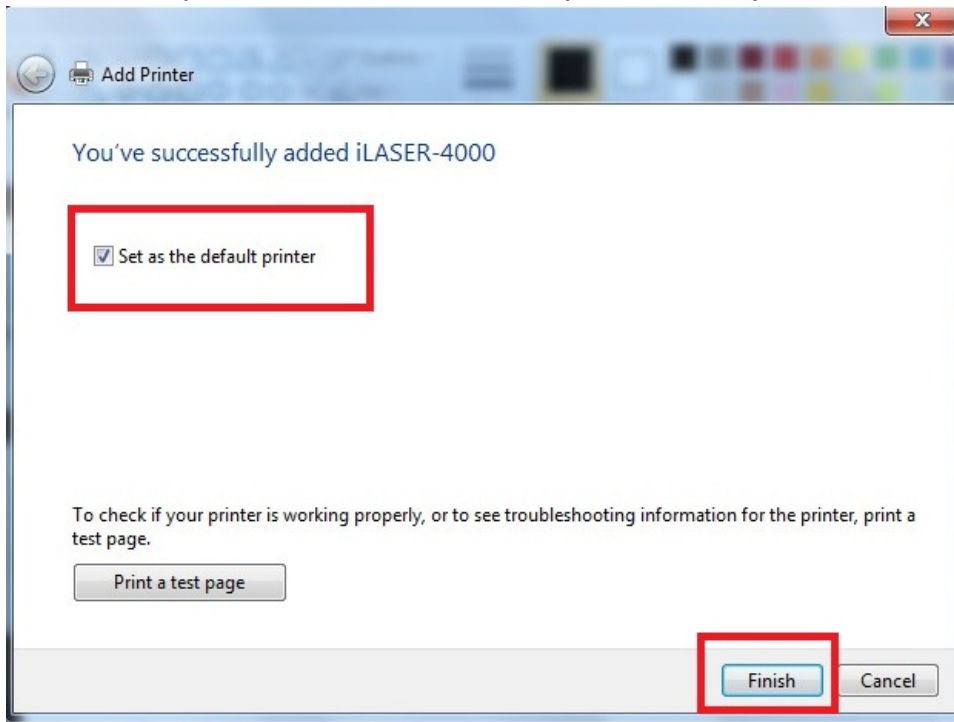 Add Printer
You've successfully added iLASER-4000
Set as the default printer
To check if your printer is working properly, or to see troubleshooting information for the printer, print a
test page.
Print a test page
Finish
Cancel